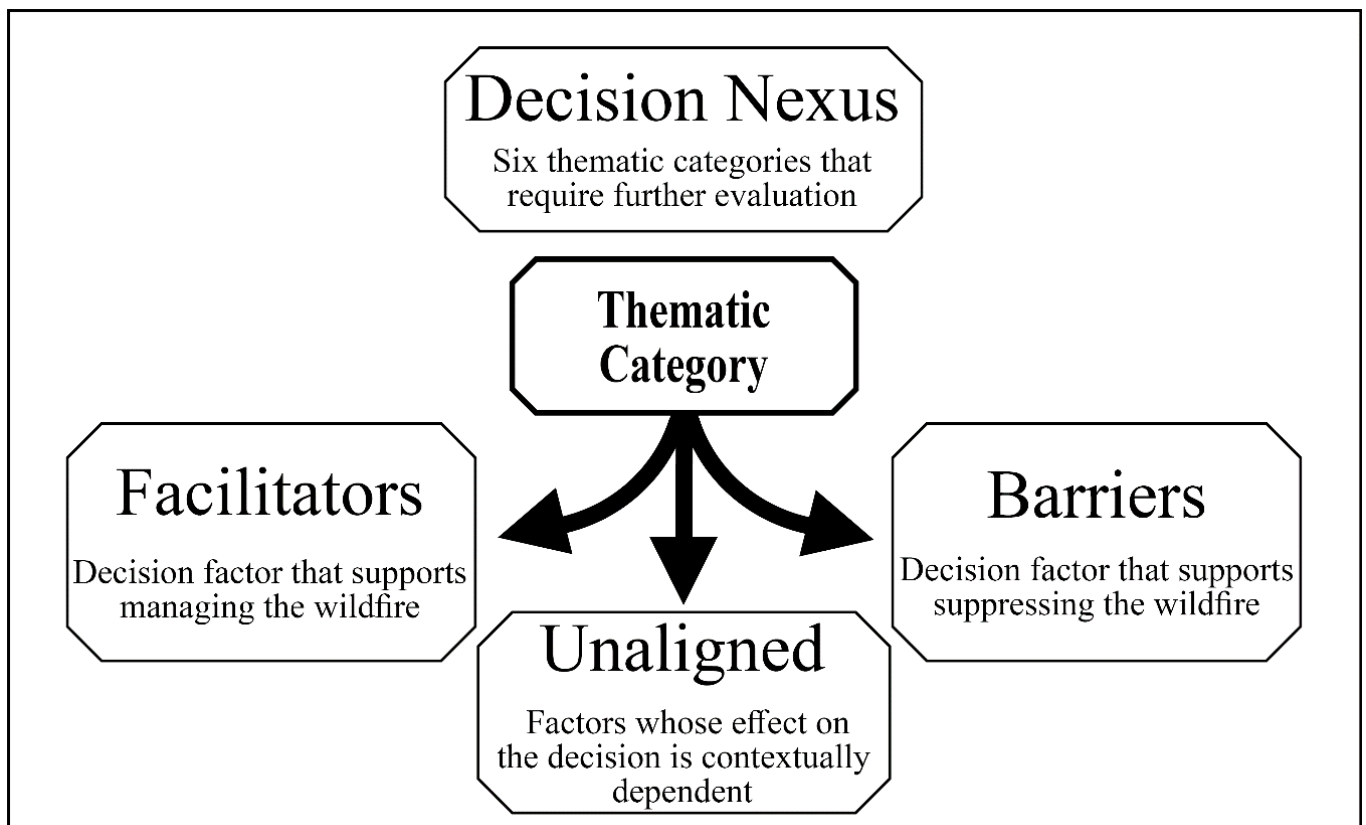 Decision Nexus
Six thematic categories that
require further evaluation
Thematic
Category
Facilitators
Decision factor that supports
managing the wildfire
Barriers
Decision factor that supports
suppressing the wildfire
Unaligned
Factors whose effect on
the decision is contextually
dependent